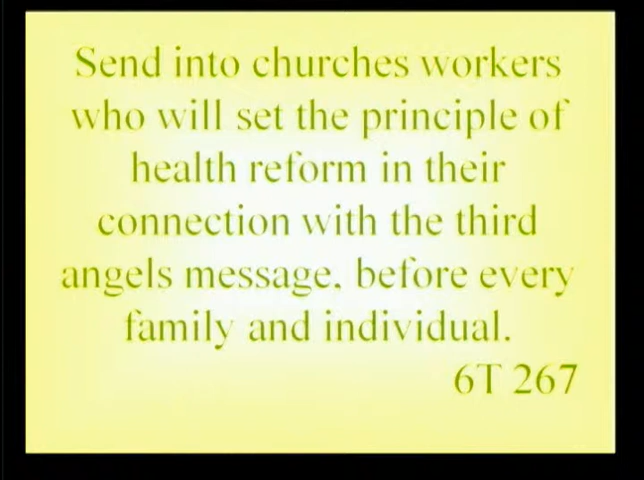 Send into churches workers
who will set the principle of
health reform in their
connection with the third
angels message, before every
family and individual.
6T 267